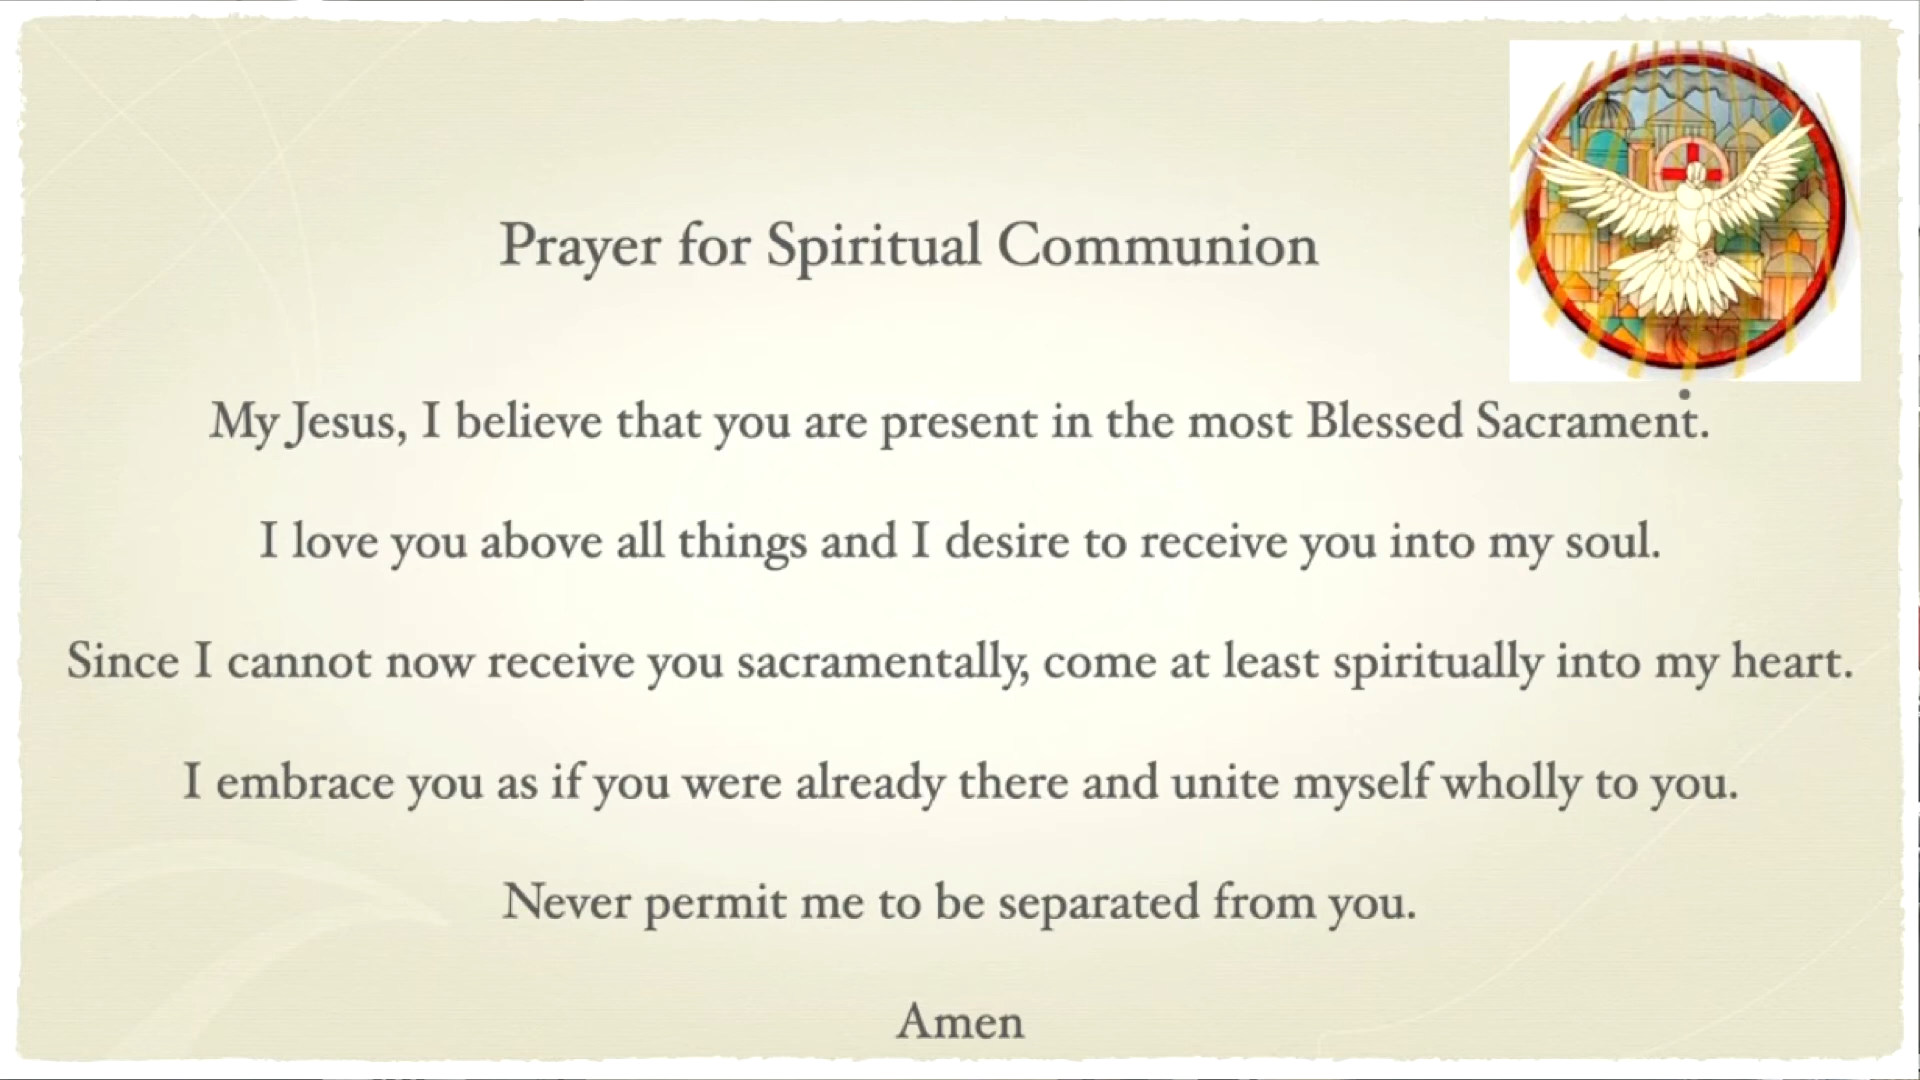 Prayer for Spiritual Communion
My Jesus, I believe that you are present in the most Blessed Sacrament.
I love you above all things and I desire to receive you into my soul.
Since I cannot now receive you sacramentally, come at least spiritually into my heart.
I embrace you as if you were already there and unite myself wholly to you.
Never permit me to be separated from you.
Amen